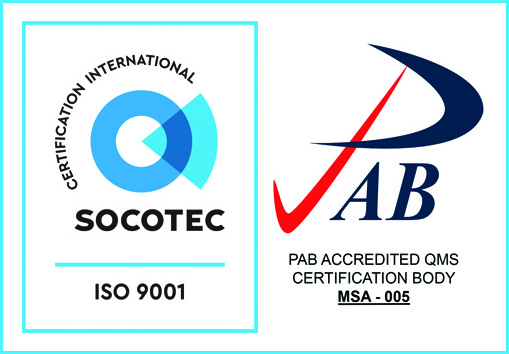 CERTIFICATION INTERNATIONAL
SOCOTEC
ISO 9001
PAB
PAB ACCREDITED QMS
CERTIFICATION BODY
MSA - 005